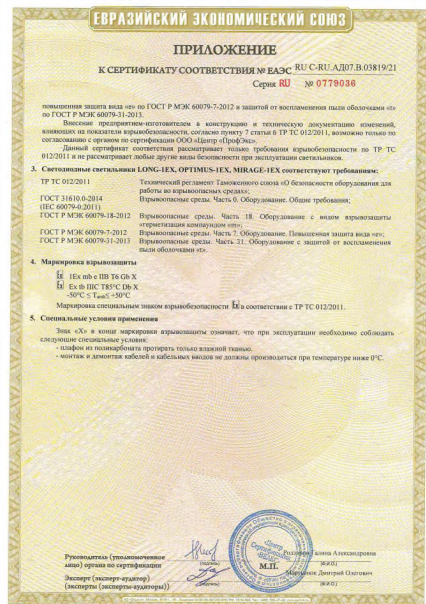 ЕВРАЗИЙСКИЙ ЭКОНОМИЧЕСКИЙ СОЮЗ
ПРИЛОЖЕНИЕ
К СЕРТИФИКАТУ СООТВЕТСТВИЯ № ЕАЭС RU С-RU.АД07.В.03819/21
Серия RU № 0779036
повышенная защита вида «е» по ГОСТ Р МЭК 60079-7-2012 и защитой от воспламенения пыли оболочками «t»
по ГОСТ Р МЭК 60079-31-2013.
Внесение предприятием-изготовителем в конструкцию и техническую документацию изменений,
влияющих на показатели взрывобезопасности, согласно пункту 7 статьи 6 ТР ТС 012/2011, возможно только по
согласованию с органом по сертификации ООО «Центр «ПрофЭкс».
Данный сертификат соответствия рассматривает только требования взрывобезопасности по ТР ТС
012/2011 и не рассматривает любые другие виды безопасности при эксплуатации светильников.
3. Светодиодные светильники LONG-1EX, OPTIMUS-1EX, MIRAGE-1EX соответствуют требованиям:
ТР ТС 012/2011 Технический регламент Таможенного союза «О безопасности оборудования для
работы во взрывоопасных средах»;
ГОСТ 31610.0-2014 Взрывоопасные среды. Часть 0. Оборудование. Общие требования;
(IEC 60079-0:2011)
ГОСТ Р МЭК 60079-18-2012 Взрывоопасные среды. Часть 18. Оборудование с видом взрывозащиты
«герметизация компаундом «m»;
ГОСТ Р МЭК 60079-7-2012 Взрывоопасные среды. Часть 7. Оборудование. Повышенная защита вида «е»;
ГОСТ Р МЭК 60079-31-2013 Взрывоопасные среды. Часть 31. Оборудование с защитой от воспламенения
пыли оболочками «t».
4. Маркировка взрывозащиты
1Ex mb e IIB T6 Gb X
Ex tb IIIC T85°C Db X
-50°C ≤ Tamb≤ +50°C
Маркировка специальным знаком взрывобезопасности в соответствии с ТР ТС 012/2011.
5. Специальные условия применения
Знак «X» в конце маркировки взрывозащиты означает, что при эксплуатации необходимо соблюдать
следующие специальные условия:
- плафон из поликарбоната протирать только влажной тканью.
- монтаж и демонтаж кабелей и кабельных вводов не должны производиться при температуре ниже 0°С.
Руководитель (уполномоченное
лицо) органа по сертификации
(подпись)
Галина Александровна
(Ф.И.О.)
М.П.
Эксперт (эксперт-аудитор)
(эксперты (эксперты-аудиторы))
(подпись)
Дмитрий Олегович
(Ф.И.О.)